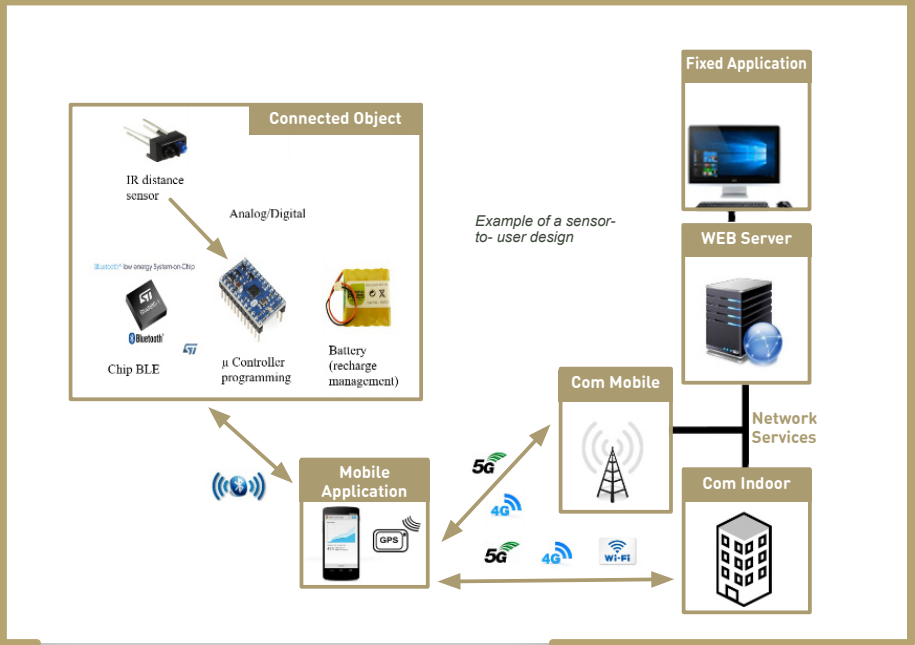 Fixed Application
Connected Object
IR distance
sensor
Analog/Digital
Example of a sensor-
to- user design
WEB Server
Bluetooth® low energy System-on-Chip
Bluetooth®
Chip BLE
µ Controller
programming
Battery
(recharge
management)
Com Mobile
Network
Services
5G
4G
Mobile
Application
GPS
Com Indoor
5G
4G
Wi-Fi